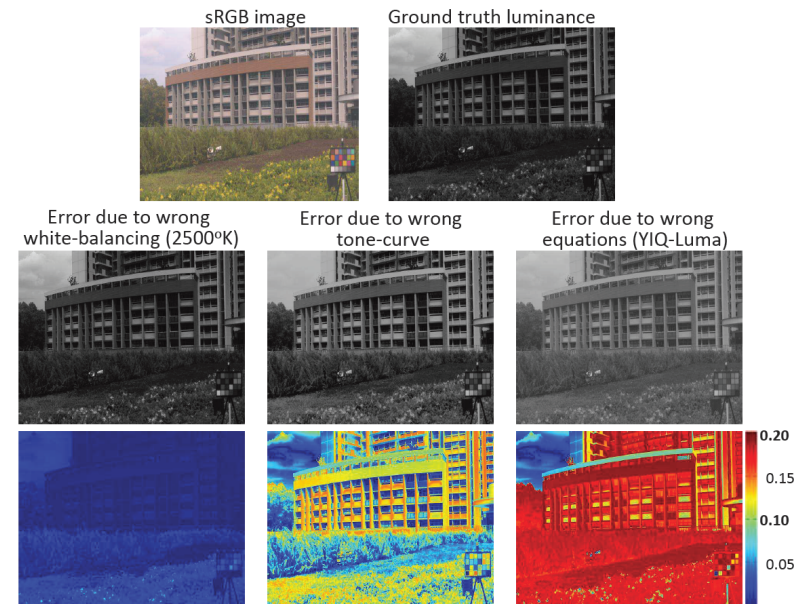 sRGB image
Ground truth luminance
Error due to wrong
white-balancing (2500ºK)
Error due to wrong
tone-curve
Error due to wrong
equations (YIQ-Luma)
0.20
0.15
0.10
0.05